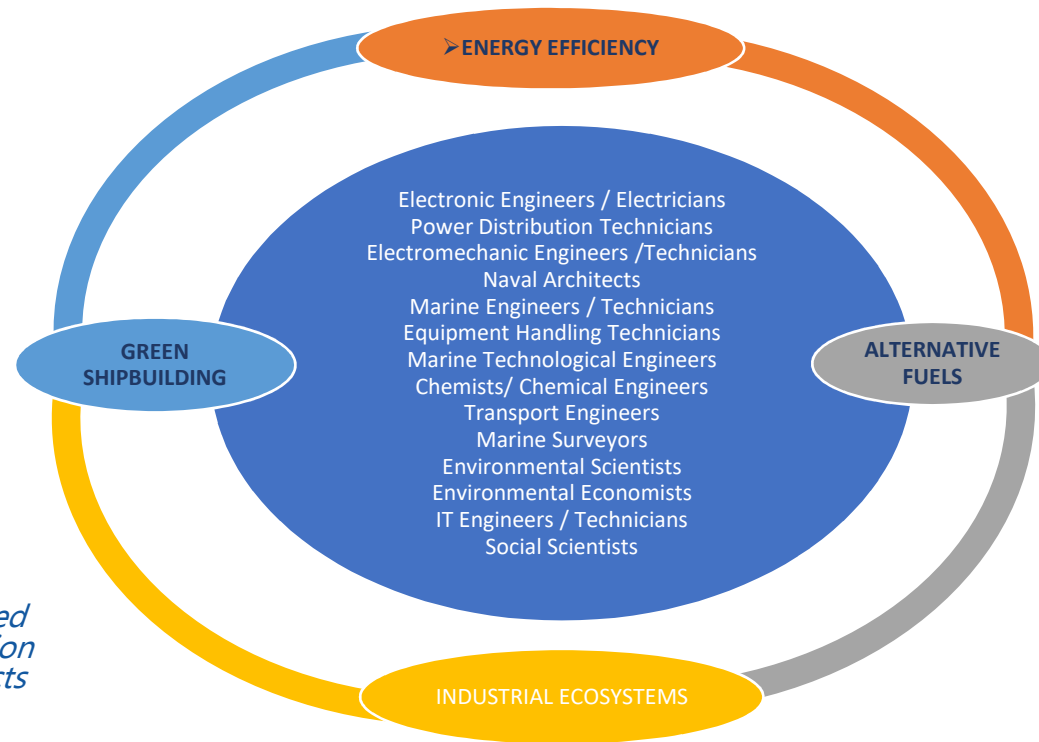 ➢ENERGY EFFICIENCY
Electronic Engineers / Electricians
Power Distribution Technicians
Electromechanic Engineers /Technicians
Naval Architects
Marine Engineers / Technicians
Equipment Handling Technicians
Marine Technological Engineers
Chemists/ Chemical Engineers
Transport Engineers
Marine Surveyors
Environmental Scientists
Environmental Economists
IT Engineers / Technicians
Social Scientists
GREEN
SHIPBUILDING
ALTERNATIVE
FUELS
INDUSTRIAL ECOSYSTEMS